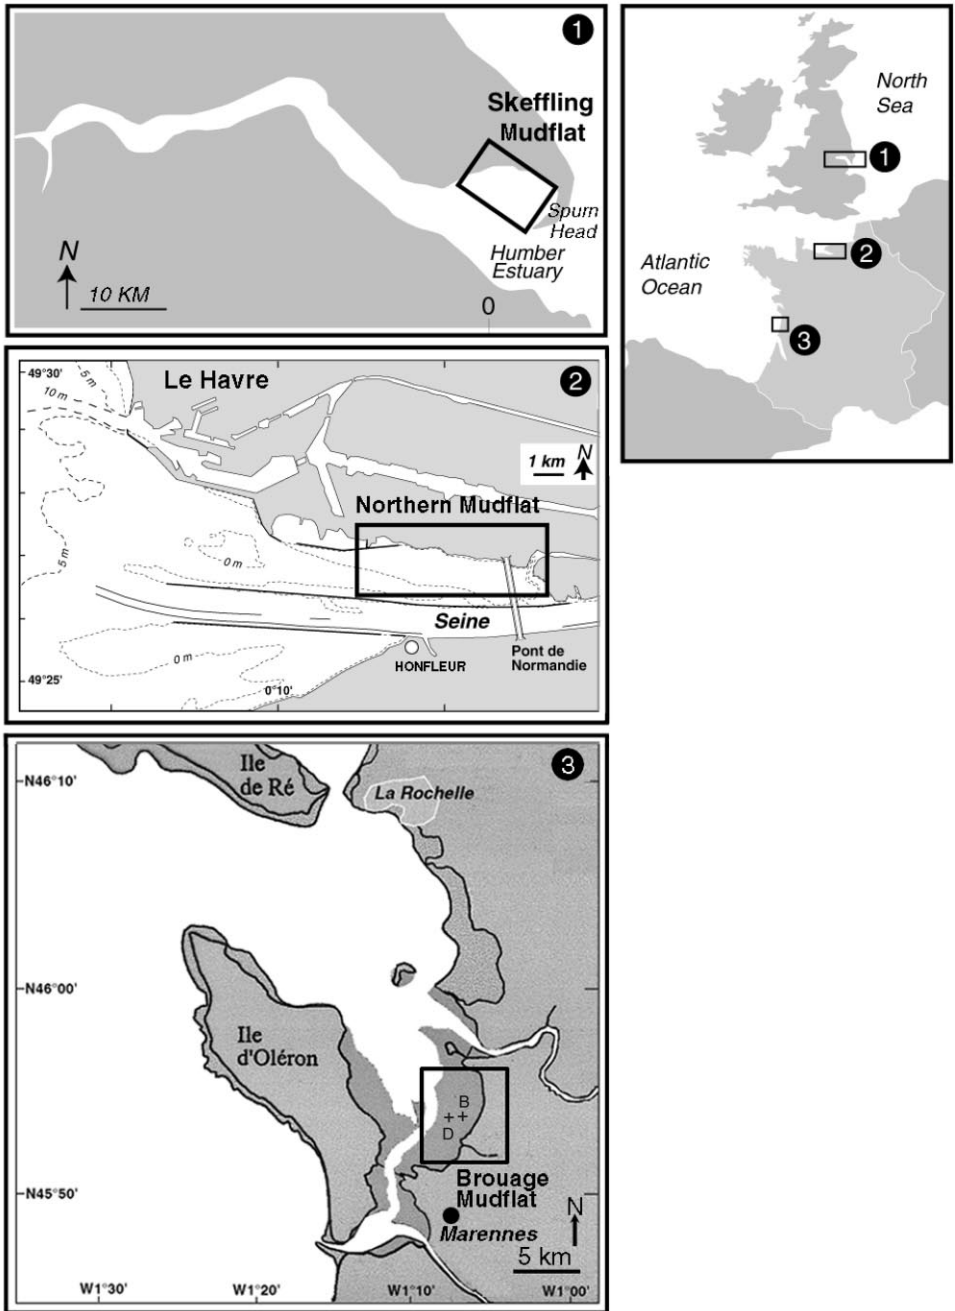 1
Skeffling
Mudflat
Spurn
Head
Humber
Estuary
N
10 KM
0
North
Sea
1
2
Atlantic
Ocean
3
49°30'
5 m
10 m
Le Havre
2
1 km
N
Northern Mudflat
5 m
0 m
Seine
0 m
HONFLEUR
Pont de
Normandie
49°25'
0°10'
3
N46°10'
Ile
de Ré
La Rochelle
N46°00'
Ile
d'Oléron
B
D
Brouage
Mudflat
N45°50'
N
Marennes
5 km
W1°30'
W1°20'
W1°10'
W1°00'